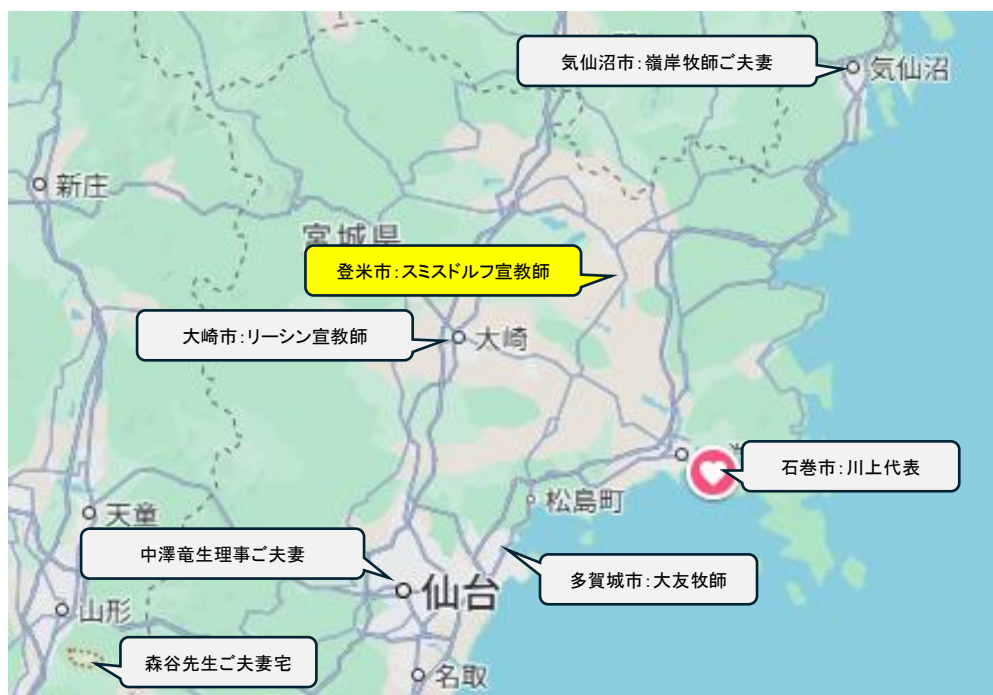 気仙沼市：嶺岸牧師ご夫妻
気仙沼
新庄
宮城県
登米市：スミスドルフ宣教師
大崎市：リーシン宣教師
大崎
石巻市：川上代表
松島町
天童
中澤竜生理事ご夫妻
仙台
多賀城市：大友牧師
山形
森谷先生ご夫妻宅
名取